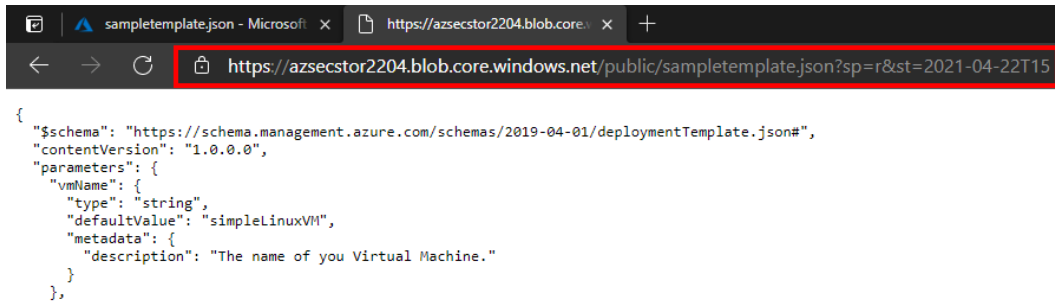 sampletemplate.json - Microsoft
https://azsecstor2204.blob.core.
https://azsecstor2204.blob.core.windows.net/public/sampletemplate.json?sp=r&st=2021-04-22T15
{
  "$schema": "https://schema.management.azure.com/schemas/2019-04-01/deploymentTemplate.json#",
  "contentVersion": "1.0.0.0",
  "parameters": {
    "vmName": {
      "type": "string",
      "defaultValue": "simpleLinuxVM",
      "metadata": {
        "description": "The name of you Virtual Machine."
      }
    },